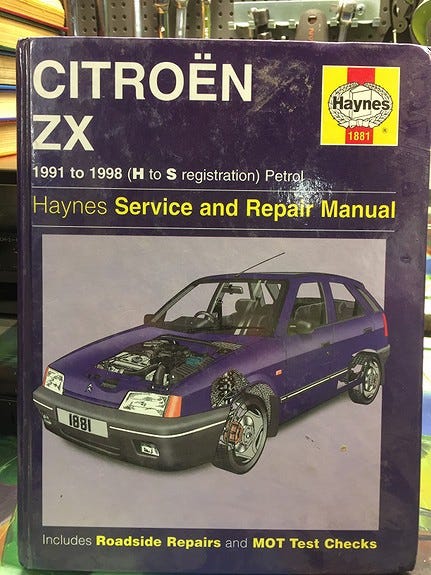 CITROËN
ZX
1991 to 1998 (H to S registration) Petrol
Haynes
1881
®
Haynes Service and Repair Manual
1881
Includes Roadside Repairs and MOT Test Checks